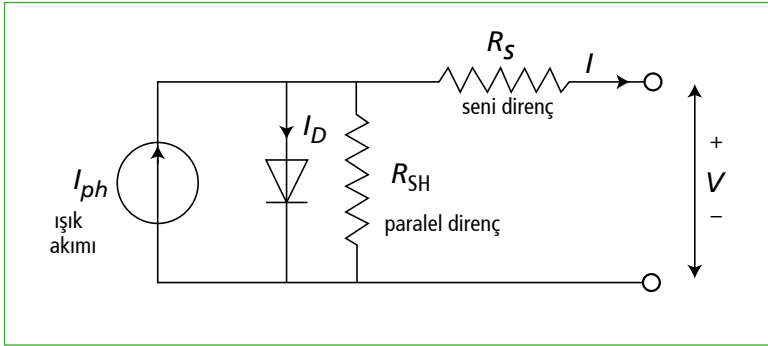 R_S
I
seni direnç
I_D
I_ph
ışık
akımı
R_SH
paralel direnç
+
V
−